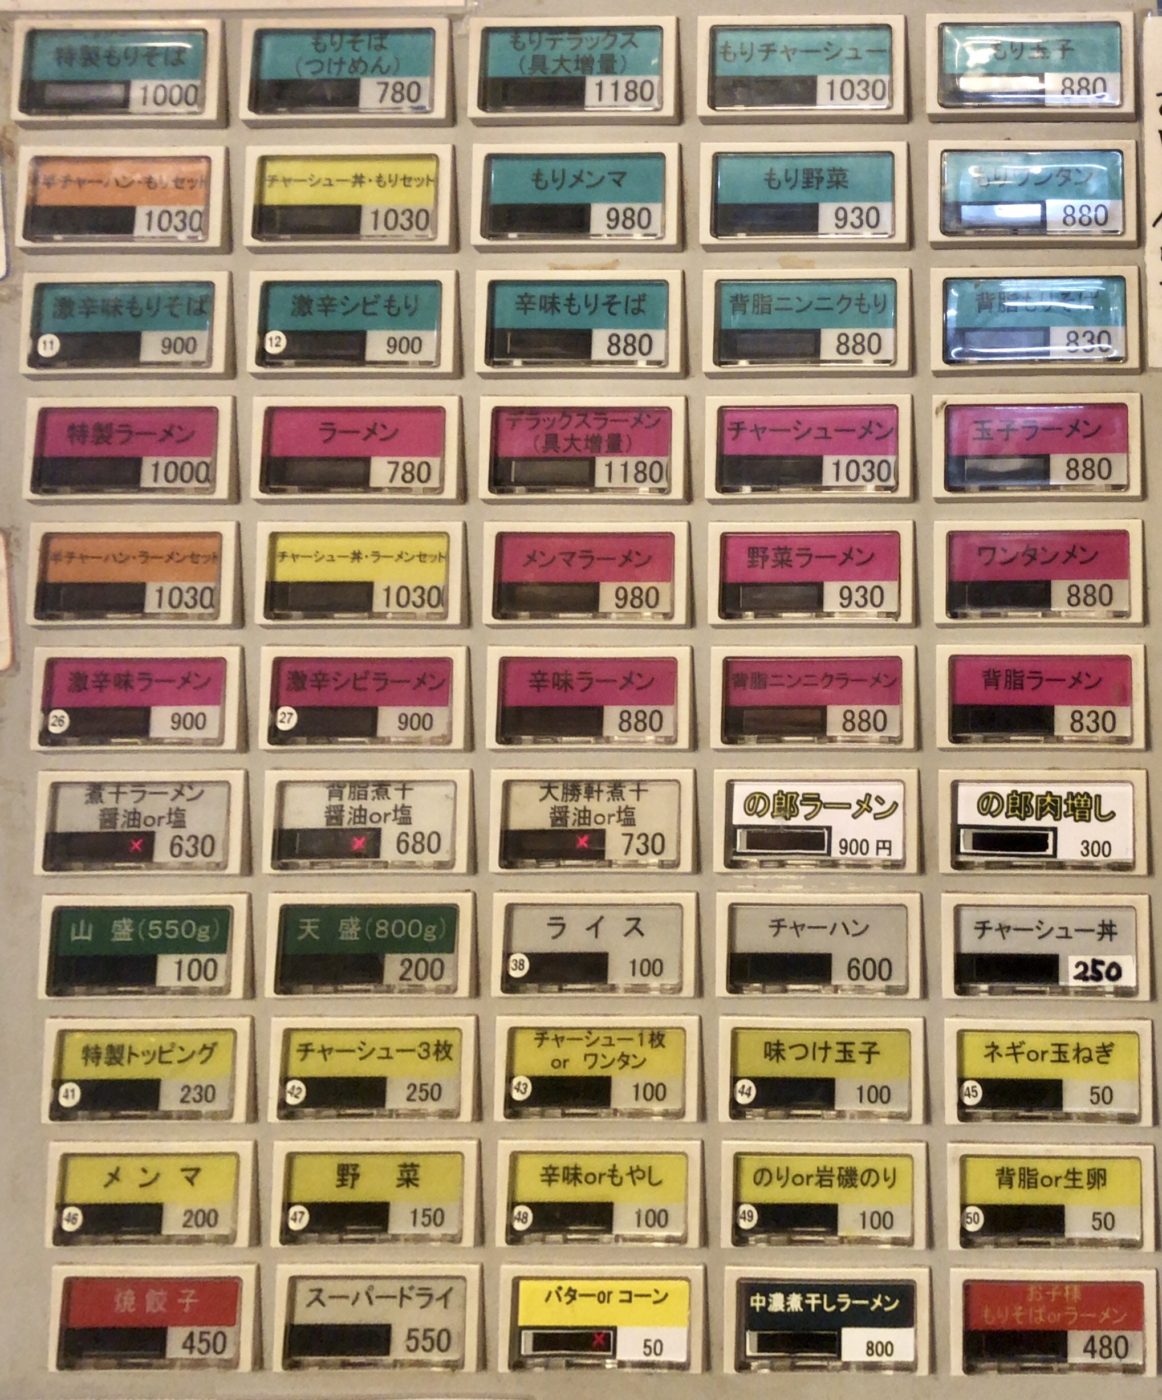 特製もりそば
1000
もりそば
(つけめん)
780
もりデラックス
(具大増量)
1180
もりチャーシュー
1030
もり玉子
880
半チャーハン・もりセット
1030
チャーシュー丼・もりセット
1030
もりメンマ
980
もり野菜
930
もりワンタン
880
激辛味もりそば
11 900
激辛シビもり
12 900
辛味もりそば
880
背脂ニンニクもり
880
背脂もりそば
830
特製ラーメン
1000
ラーメン
780
デラックスラーメン
(具大増量)
1180
チャーシューメン
1030
玉子ラーメン
880
半チャーハン・ラーメンセット
1030
チャーシュー丼・ラーメンセット
1030
メンマラーメン
980
野菜ラーメン
930
ワンタンメン
880
激辛味ラーメン
26 900
激辛シビラーメン
27 900
辛味ラーメン
880
背脂ニンニクラーメン
880
背脂ラーメン
830
煮干ラーメン
醤油or塩
× 630
背脂煮干
醤油or塩
× 680
大勝軒煮干
醤油or塩
× 730
の郎ラーメン
900円
の郎肉増し
300
山 盛(550g)
100
天 盛(800g)
200
ライス
38 100
チャーハン
600
チャーシュー丼
250
特製トッピング
41 230
チャーシュー3枚
42 250
チャーシュー1枚
or ワンタン
43 100
味つけ玉子
44 100
ネギor玉ねぎ
45 50
メンマ
46 200
野 菜
47 150
辛味orもやし
48 100
のりor岩磯のり
49 100
背脂or生卵
50 50
焼餃子
450
スーパードライ
550
バターorコーン
× 50
中濃煮干しラーメン
800
お子様
もりそばorラーメン
480